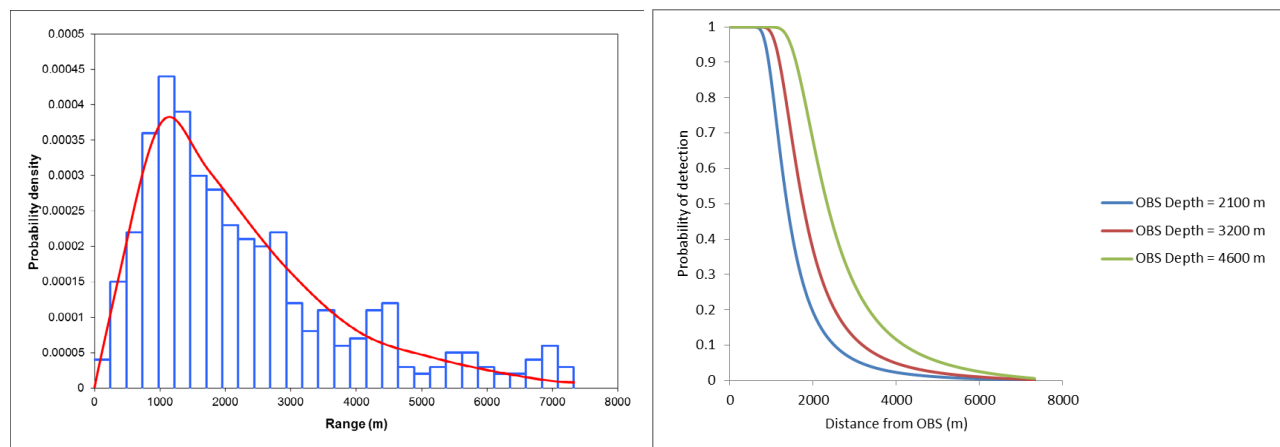 0.0005
0.00045
0.0004
0.00035
0.0003
0.00025
0.0002
0.00015
0.0001
0.00005
0
Probability density
0 1000 2000 3000 4000 5000 6000 7000 8000
Range (m)
1
0.9
0.8
0.7
0.6
0.5
0.4
0.3
0.2
0.1
0
Probability of detection
0 2000 4000 6000 8000
Distance from OBS (m)
OBS Depth = 2100 m
OBS Depth = 3200 m
OBS Depth = 4600 m